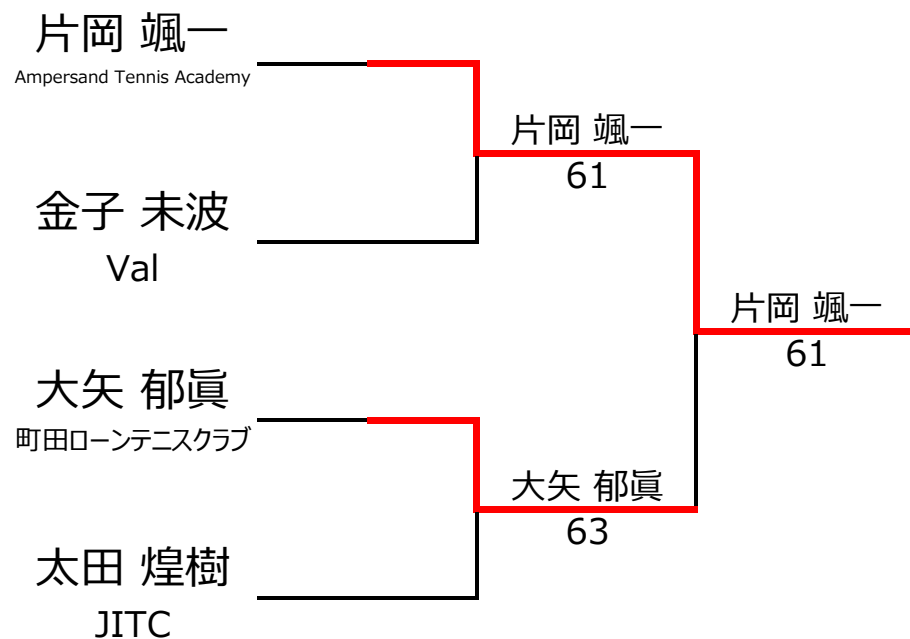 片岡 颯一
Ampersand Tennis Academy
片岡 颯一
61
金子 未波
Val
片岡 颯一
61
大矢 郁眞
町田ローンテニスクラブ
大矢 郁眞
63
太田 煌樹
JITC